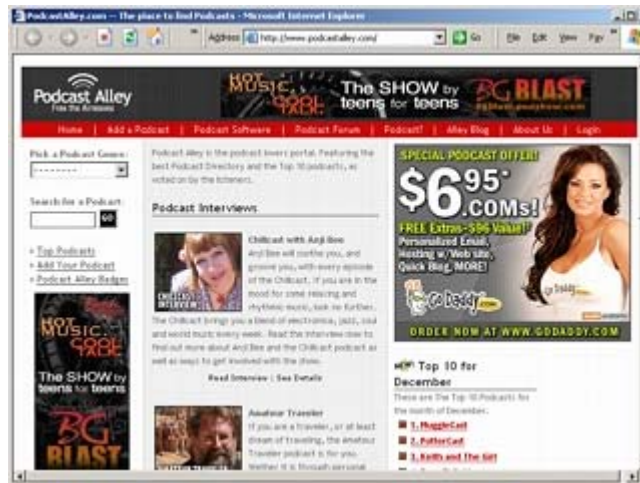 PodcastAlley.com -- The place to find Podcasts - Microsoft Internet Explorer
Address http://www.podcastalley.com/ Go File Edit View Fav
Podcast Alley
Free The Airwaves
HOT MUSIC. COOL TALK.
The SHOW by teens for teens
BG BLAST
Home | Add a Podcast | Podcast Software | Podcast Forum | Podcast? | Alley Blog | About Us | Login
Pick a Podcast Genre:
---------
Search for a Podcast:
GO
» Top Podcasts
» Add Your Podcast
» Podcast Alley Badges
HOT MUSIC.
COOL TALK.
The SHOW by
teens for teens
BG
BLAST
Podcast Alley is the podcast lovers portal. Featuring the
best Podcast Directory and the Top 10 podcasts, as
voted on by the listeners.
Podcast Interviews
CHILLCAST
INTERVIEW
Chillcast with Anji Bee
Anji Bee will soothe you, and
groove you, with every episode
of the Chillcast. If you are in the
mood for some relaxing and
rhythmic music, look no further.
The Chillcast brings you a blend of electronica, jazz, soul
and world music every week. Read the interview now to
find out more about Anji Bee and the Chillcast podcast as
well as ways to get involved with the show.
Read Interview | See Details
Amateur Traveler
If you are a traveler, or at least
dream of traveling, the Amateur
Traveler podcast is for you.
Whether it is through personal
SPECIAL PODCAST OFFER!
$6.95*
.COMs!
FREE Extras-$96 Value!
Personalized Email,
Hosting w/Web site,
Quick Blog, MORE!
Go Daddy.com
Go Daddy.com
ORDER NOW AT WWW.GODADDY.COM
Top 10 for
December
These are The Top 10 Podcasts for
the month of December.
1. MuggleCast
2. PotterCast
3. Keith and The Girl